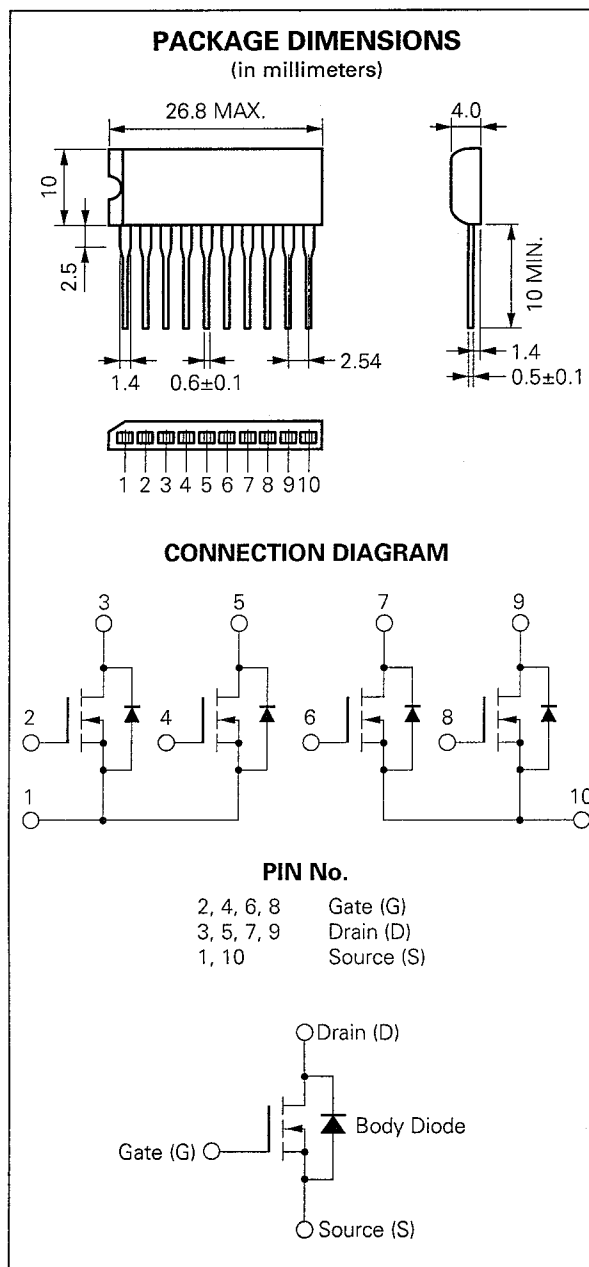 PACKAGE DIMENSIONS
(in millimeters)
26.8 MAX.
4.0
10
2.5
10 MIN.
2.54
1.4
1.4
0.6±0.1
0.5±0.1
1 2 3 4 5 6 7 8 9 10
CONNECTION DIAGRAM
3 5 7 9
2 4 6 8
1 10
PIN No.
2, 4, 6, 8 Gate (G)
3, 5, 7, 9 Drain (D)
1, 10 Source (S)
Drain (D)
Body Diode
Gate (G)
Source (S)